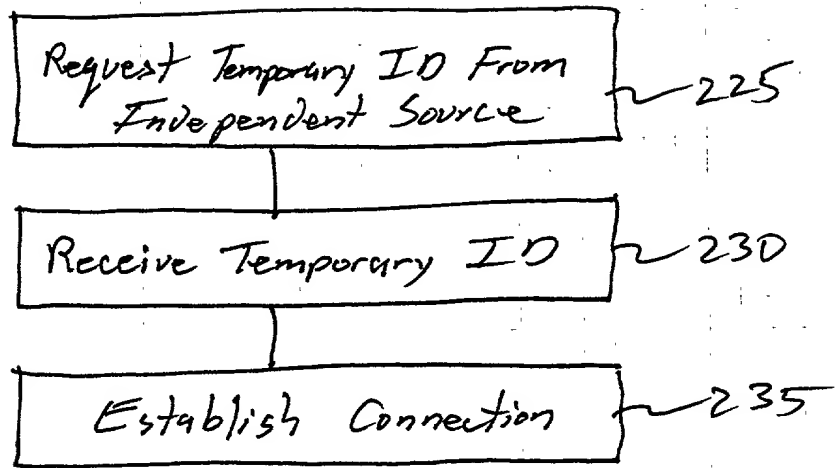 Request Temporary ID From
Independent Source
225
Receive Temporary ID
230
Establish Connection
235